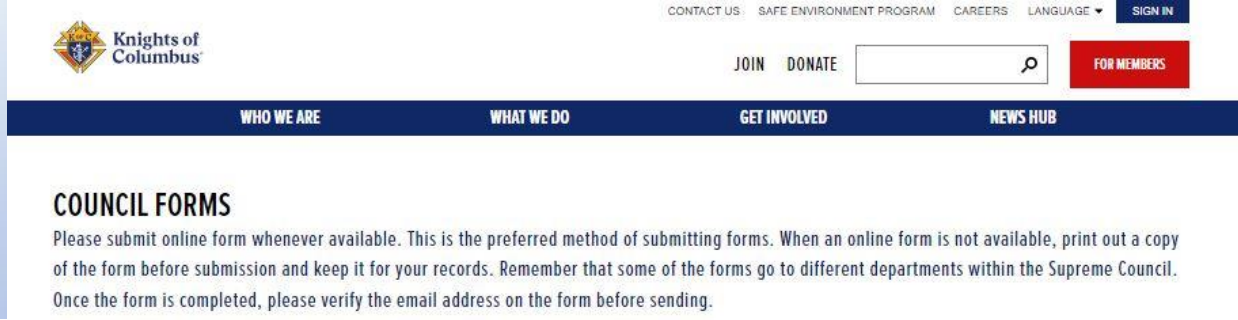 CONTACT US SAFE ENVIRONMENT PROGRAM CAREERS LANGUAGE SIGN IN
K of C
Knights of
Columbus
JOIN DONATE FOR MEMBERS
WHO WE ARE WHAT WE DO GET INVOLVED NEWS HUB
COUNCIL FORMS
Please submit online form whenever available. This is the preferred method of submitting forms. When an online form is not available, print out a copy
of the form before submission and keep it for your records. Remember that some of the forms go to different departments within the Supreme Council.
Once the form is completed, please verify the email address on the form before sending.